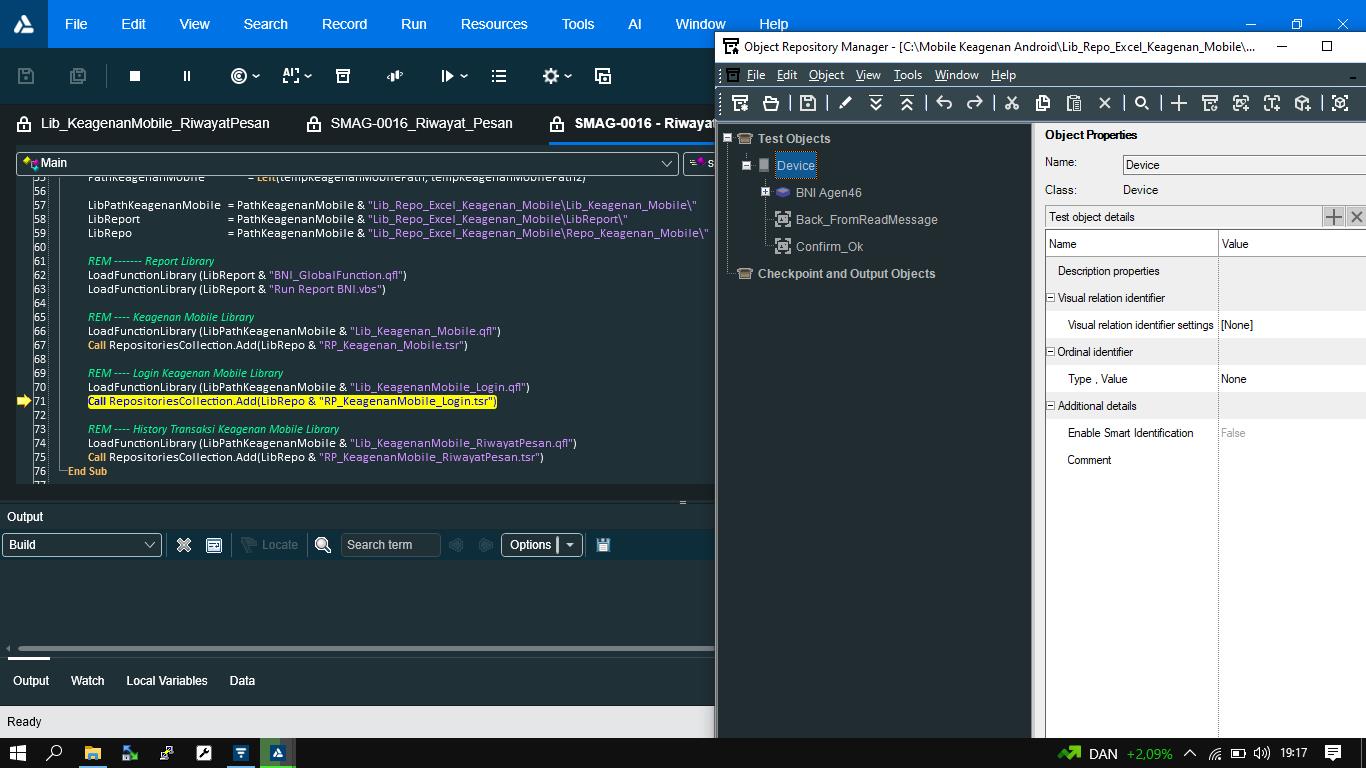 File Edit View Search Record Run Resources Tools AI Window Help
Lib_KeagenanMobile_RiwayatPesan SMAG-0016_Riwayat_Pesan SMAG-0016 - Riwaya
Main
55 PathKeagenanMobile = Left(tempKeagenanMobilePath, tempKeagenanMobilePath2)
56
57 LibPathKeagenanMobile = PathKeagenanMobile & "Lib_Repo_Excel_Keagenan_Mobile\Lib_Keagenan_Mobile\"
58 LibReport = PathKeagenanMobile & "Lib_Repo_Excel_Keagenan_Mobile\LibReport\"
59 LibRepo = PathKeagenanMobile & "Lib_Repo_Excel_Keagenan_Mobile\Repo_Keagenan_Mobile\"
60
61 REM ------- Report Library
62 LoadFunctionLibrary (LibReport & "BNI_GlobalFunction.qfl")
63 LoadFunctionLibrary (LibReport & "Run Report BNI.vbs")
64
65 REM ---- Keagenan Mobile Library
66 LoadFunctionLibrary (LibPathKeagenanMobile & "Lib_Keagenan_Mobile.qfl")
67 Call RepositoriesCollection.Add(LibRepo & "RP_Keagenan_Mobile.tsr")
68
69 REM ---- Login Keagenan Mobile Library
70 LoadFunctionLibrary (LibPathKeagenanMobile & "Lib_KeagenanMobile_Login.qfl")
71 Call RepositoriesCollection.Add(LibRepo & "RP_KeagenanMobile_Login.tsr")
72
73 REM ---- History Transaksi Keagenan Mobile Library
74 LoadFunctionLibrary (LibPathKeagenanMobile & "Lib_KeagenanMobile_RiwayatPesan.qfl")
75 Call RepositoriesCollection.Add(LibRepo & "RP_KeagenanMobile_RiwayatPesan.tsr")
76 End Sub
Output
Build Locate Search term Options
Output Watch Local Variables Data
Ready
Object Repository Manager - [C:\Mobile Keagenan Android\Lib_Repo_Excel_Keagenan_Mobile\...
File Edit Object View Tools Window Help
Test Objects
Device
BNI Agen46
Back_FromReadMessage
Confirm_Ok
Checkpoint and Output Objects
Object Properties
Name: Device
Class: Device
Test object details
Name Value
Description properties
Visual relation identifier
Visual relation identifier settings [None]
Ordinal identifier
Type , Value None
Additional details
Enable Smart Identification False
Comment
DAN +2,09% 19:17